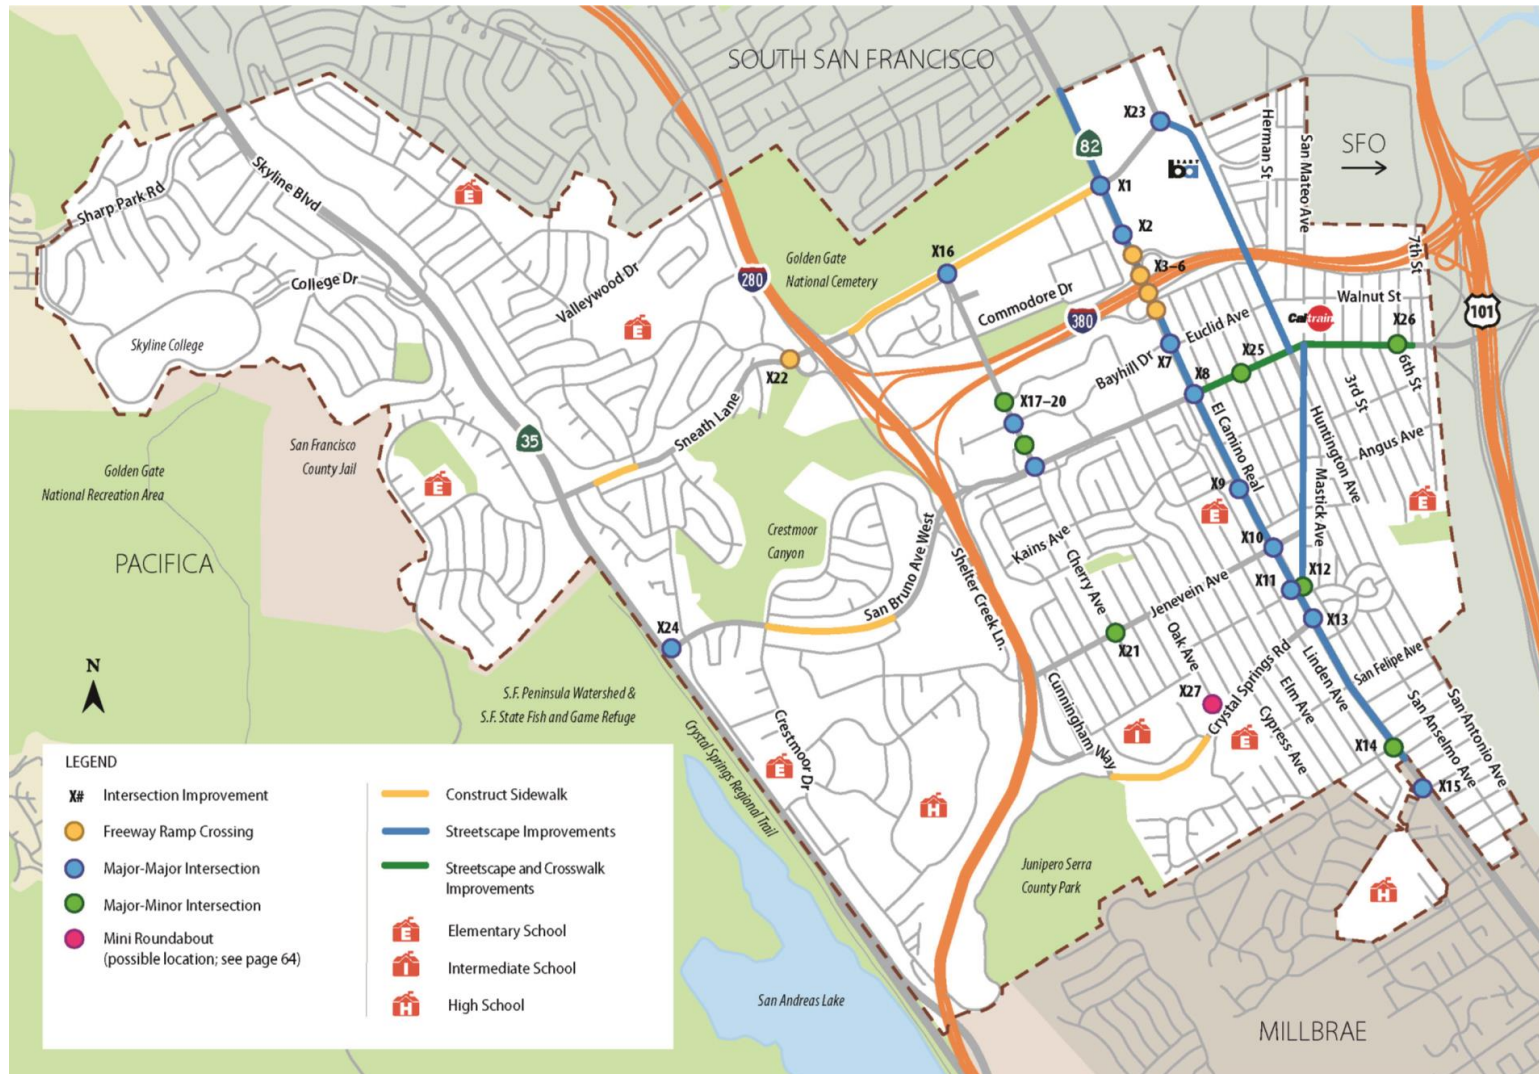 SOUTH SAN FRANCISCO
SFO
Herman St
San Mateo Ave
X23
82
BART
ba
X1
X2
X3–6
X16
Golden Gate
National Cemetery
Sharp Park Rd
Skyline Blvd
College Dr
Valleywood Dr
280
Commodore Dr
380
7th St
101
Walnut St
Caltrain
X26
6th St
Skyline College
X22
Bayhill Dr
X7
Euclid Ave
X25
X8
3rd St
Angus Ave
Huntington Ave
El Camino Real
Mastick Ave
X17–20
Sneath Lane
35
San Francisco
County Jail
Golden Gate
National Recreation Area
PACIFICA
Crestmoor
Canyon
San Bruno Ave West
Shelter Creek Ln.
Kains Ave
Cherry Ave
Jenevein Ave
X9
X10
X11
X12
X13
X21
Oak Ave
X24
X27
Crystal Springs Rd
Linden Ave
San Felipe Ave
Elm Ave
Cypress Ave
San Anselmo Ave
San Antonio Ave
Cunningham Way
X14
X15
N
S.F. Peninsula Watershed &
S.F. State Fish and Game Refuge
Crystal Springs Regional Trail
Crestmoor Dr
E
E
E
E
E
E
E
I
H
H
Junipero Serra
County Park
San Andreas Lake
MILLBRAE
LEGEND
X# Intersection Improvement
Freeway Ramp Crossing
Major-Major Intersection
Major-Minor Intersection
Mini Roundabout
(possible location; see page 64)
Construct Sidewalk
Streetscape Improvements
Streetscape and Crosswalk
Improvements
E Elementary School
I Intermediate School
H High School